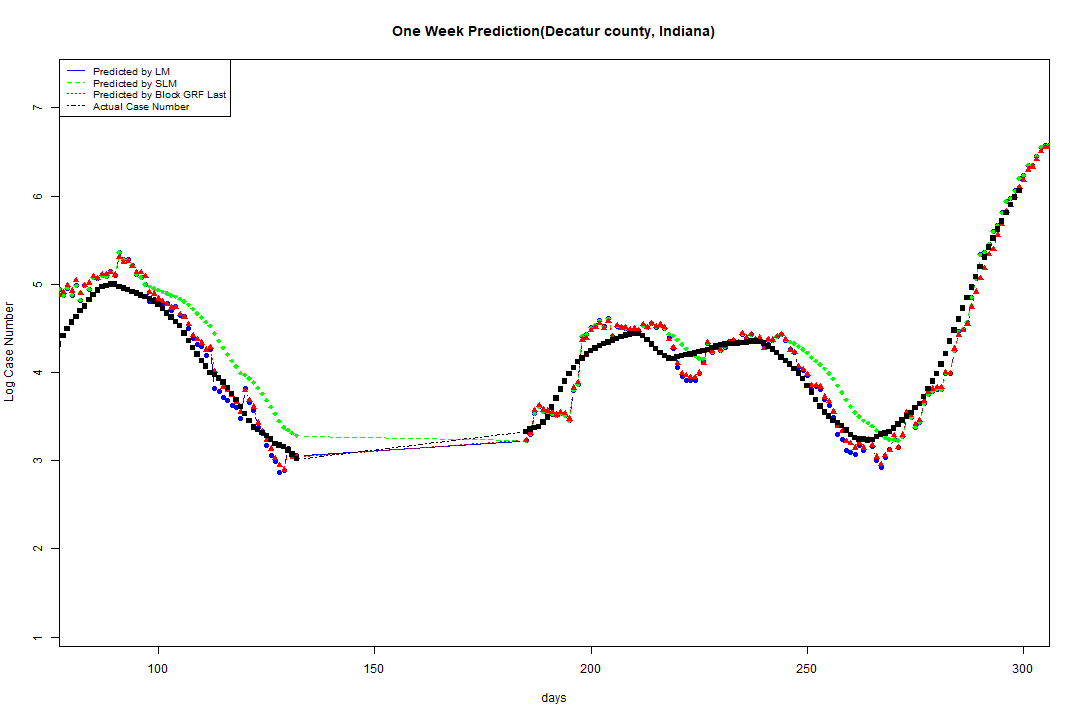 One Week Prediction(Decatur county, Indiana)
Predicted by LM
Predicted by SLM
Predicted by Block GRF Last
Actual Case Number
Log Case Number
7
6
5
4
3
2
1
100 150 200 250 300
days